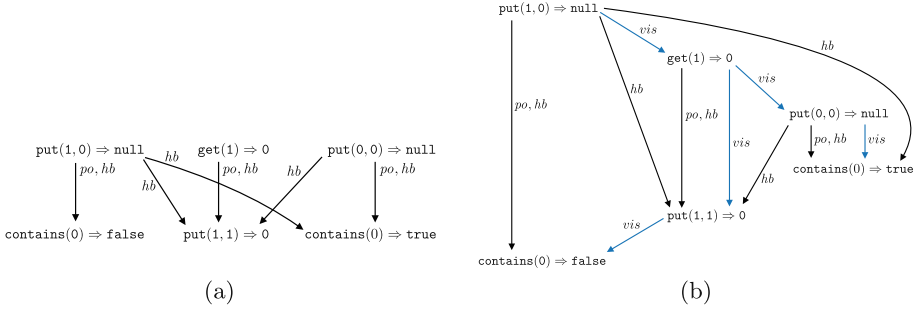 put(1,0) ⇒ null
get(1) ⇒ 0
put(0,0) ⇒ null
po, hb
hb
hb
po, hb
hb
po, hb
contains(0) ⇒ false
put(1,1) ⇒ 0
contains(0) ⇒ true
(a)
put(1,0) ⇒ null
vis
hb
get(1) ⇒ 0
vis
po, hb
hb
po, hb
put(0,0) ⇒ null
vis
po, hb
vis
contains(0) ⇒ true
hb
put(1,1) ⇒ 0
vis
contains(0) ⇒ false
(b)